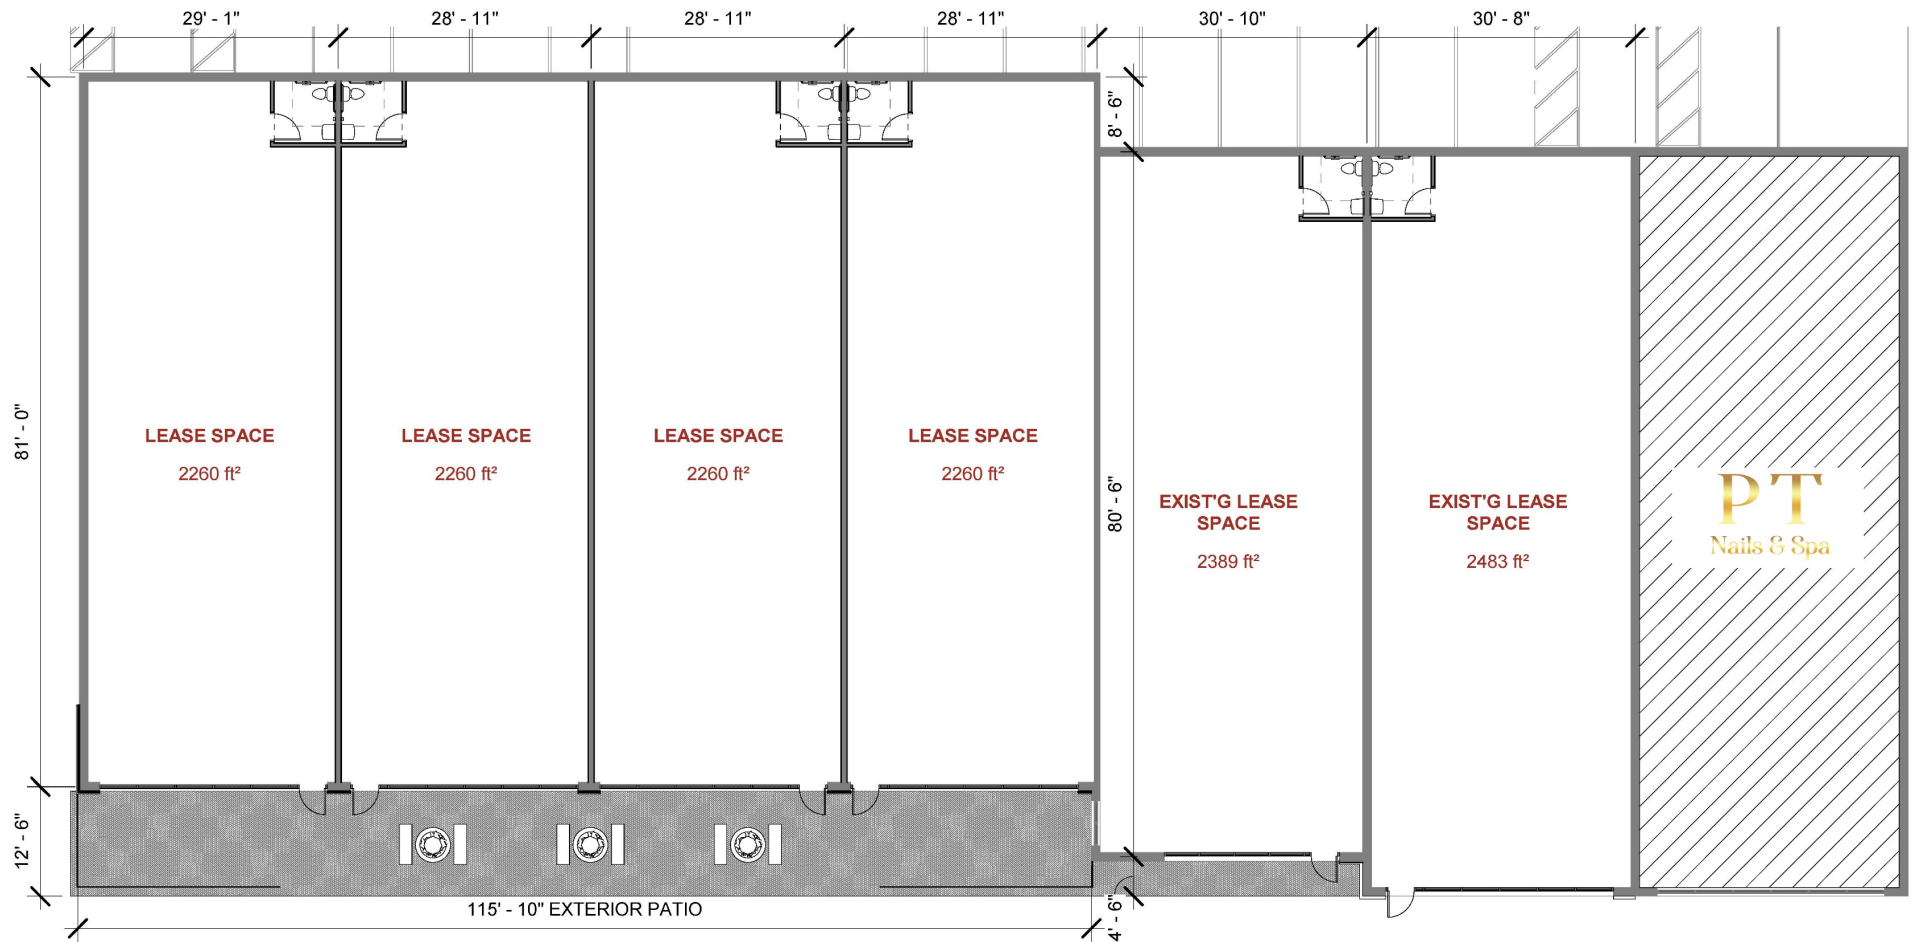 29' - 1"
28' - 11"
28' - 11"
28' - 11"
30' - 10"
30' - 8"
8' - 6"
81' - 0"
LEASE SPACE
2260 ft²
LEASE SPACE
2260 ft²
LEASE SPACE
2260 ft²
LEASE SPACE
2260 ft²
80' - 6"
EXIST'G LEASE
SPACE
2389 ft²
EXIST'G LEASE
SPACE
2483 ft²
PT
Nails & Spa
12' - 6"
115' - 10" EXTERIOR PATIO
4' - 6"